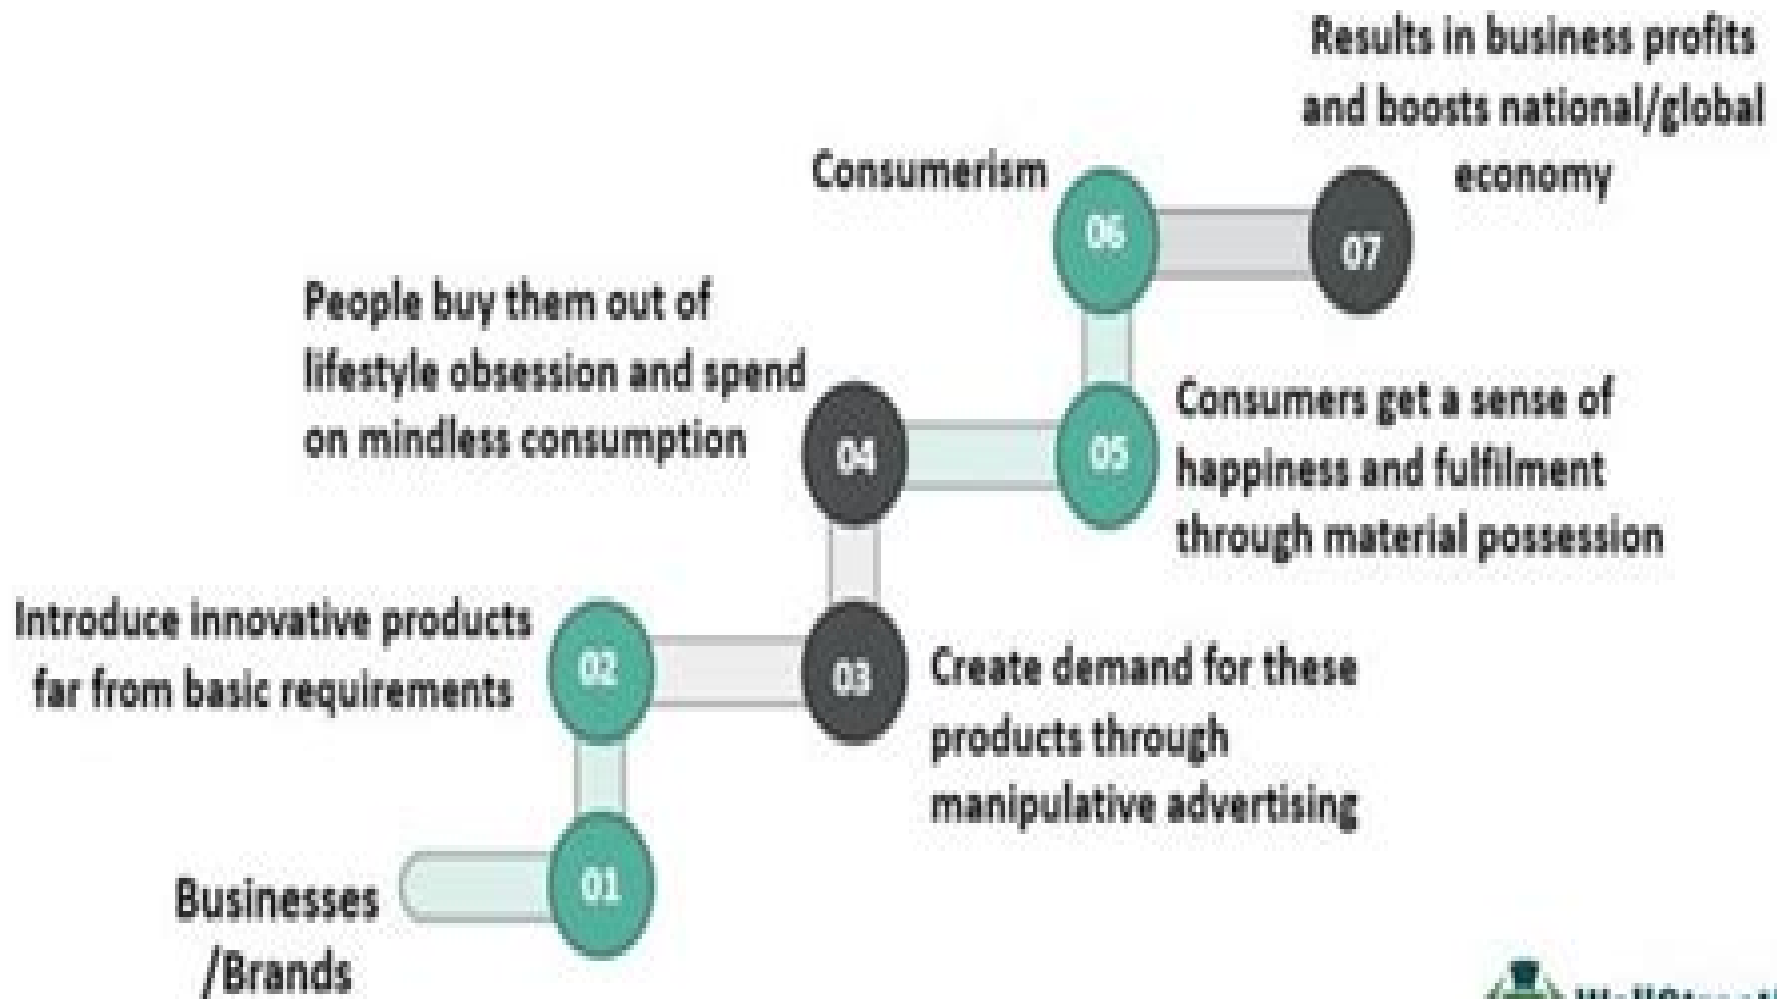 Results in business profits
and boosts national/global
economy
Consumerism
06
07
People buy them out of
lifestyle obsession and spend
on mindless consumption
04
05
Consumers get a sense of
happiness and fulfilment
through material possession
Introduce innovative products
far from basic requirements
02
03
Create demand for these
products through
manipulative advertising
01
Businesses
/Brands